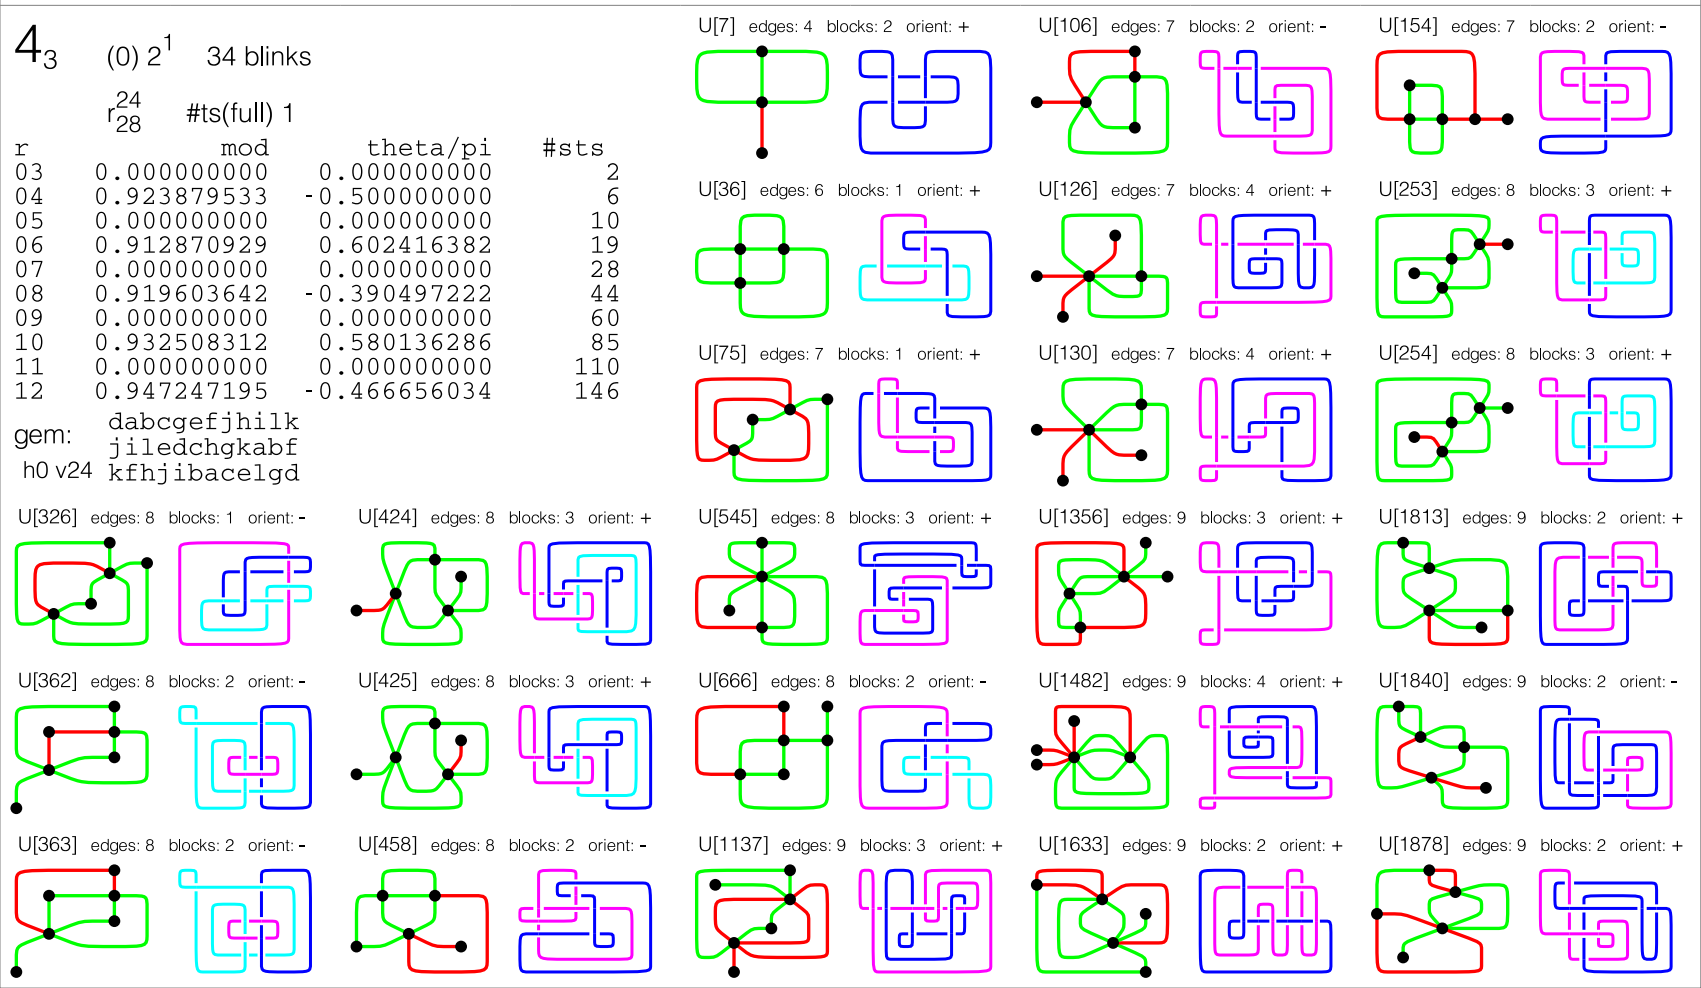 4₃ (0) 2¹ 34 blinks
r²⁴₂₈ #ts(full) 1
r mod theta/pi #sts
03 0.000000000 0.000000000 2
04 0.923879533 -0.500000000 6
05 0.000000000 0.000000000 10
06 0.912870929 0.602416382 19
07 0.000000000 0.000000000 28
08 0.919603642 -0.390497222 44
09 0.000000000 0.000000000 60
10 0.932508312 0.580136286 85
11 0.000000000 0.000000000 110
12 0.947247195 -0.466656034 146
gem: dabcgefjhilk
jiledchgkabf
h0 v24 kfhjibacelgd
U[7] edges: 4 blocks: 2 orient: +
U[106] edges: 7 blocks: 2 orient: -
U[154] edges: 7 blocks: 2 orient: -
U[36] edges: 6 blocks: 1 orient: +
U[126] edges: 7 blocks: 4 orient: +
U[253] edges: 8 blocks: 3 orient: +
U[75] edges: 7 blocks: 1 orient: +
U[130] edges: 7 blocks: 4 orient: +
U[254] edges: 8 blocks: 3 orient: +
U[326] edges: 8 blocks: 1 orient: -
U[424] edges: 8 blocks: 3 orient: +
U[545] edges: 8 blocks: 3 orient: +
U[1356] edges: 9 blocks: 3 orient: +
U[1813] edges: 9 blocks: 2 orient: +
U[362] edges: 8 blocks: 2 orient: -
U[425] edges: 8 blocks: 3 orient: +
U[666] edges: 8 blocks: 2 orient: -
U[1482] edges: 9 blocks: 4 orient: +
U[1840] edges: 9 blocks: 2 orient: -
U[363] edges: 8 blocks: 2 orient: -
U[458] edges: 8 blocks: 2 orient: -
U[1137] edges: 9 blocks: 3 orient: +
U[1633] edges: 9 blocks: 2 orient: +
U[1878] edges: 9 blocks: 2 orient: +